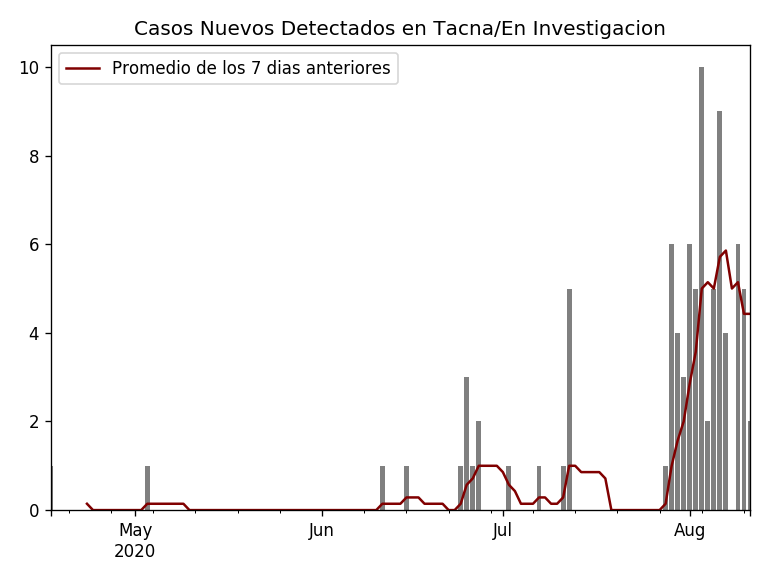 Casos Nuevos Detectados en Tacna/En Investigacion
Promedio de los 7 dias anteriores
10
8
6
4
2
0
May
2020
Jun
Jul
Aug